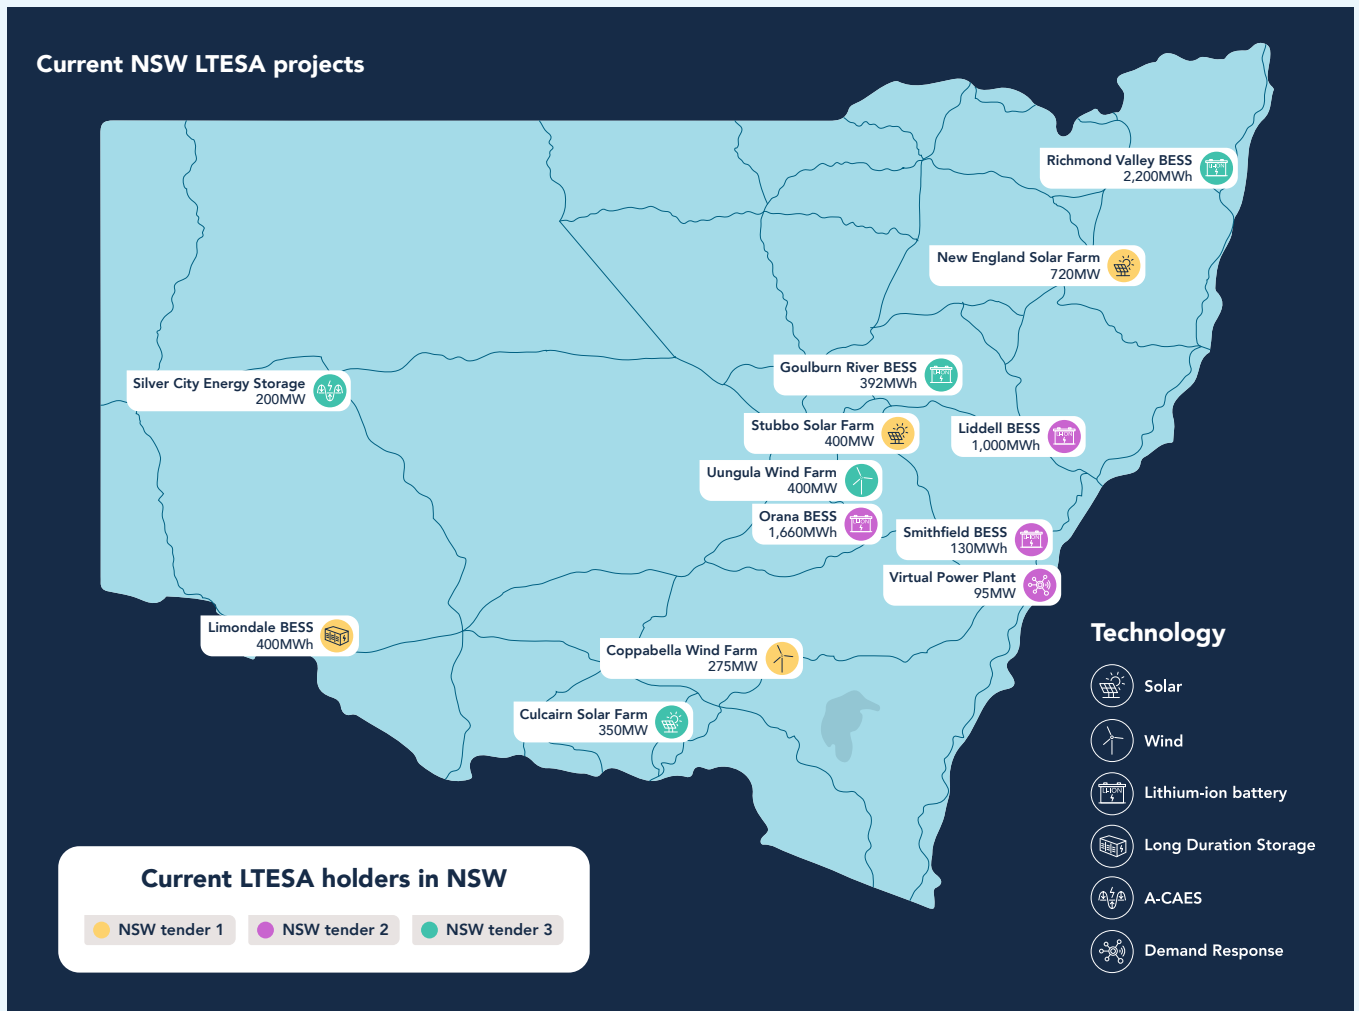 Current NSW LTESA projects
Richmond Valley BESS
2,200MWh
New England Solar Farm
720MW
Goulburn River BESS
392MWh
Silver City Energy Storage
200MW
Stubbo Solar Farm
400MW
Liddell BESS
1,000MWh
Uungula Wind Farm
400MW
Orana BESS
1,660MWh
Smithfield BESS
130MWh
Virtual Power Plant
95MW
Limondale BESS
400MWh
Coppabella Wind Farm
275MW
Culcairn Solar Farm
350MW
Technology
Solar
Wind
Lithium-ion battery
Long Duration Storage
A-CAES
Demand Response
Current LTESA holders in NSW
NSW tender 1
NSW tender 2
NSW tender 3